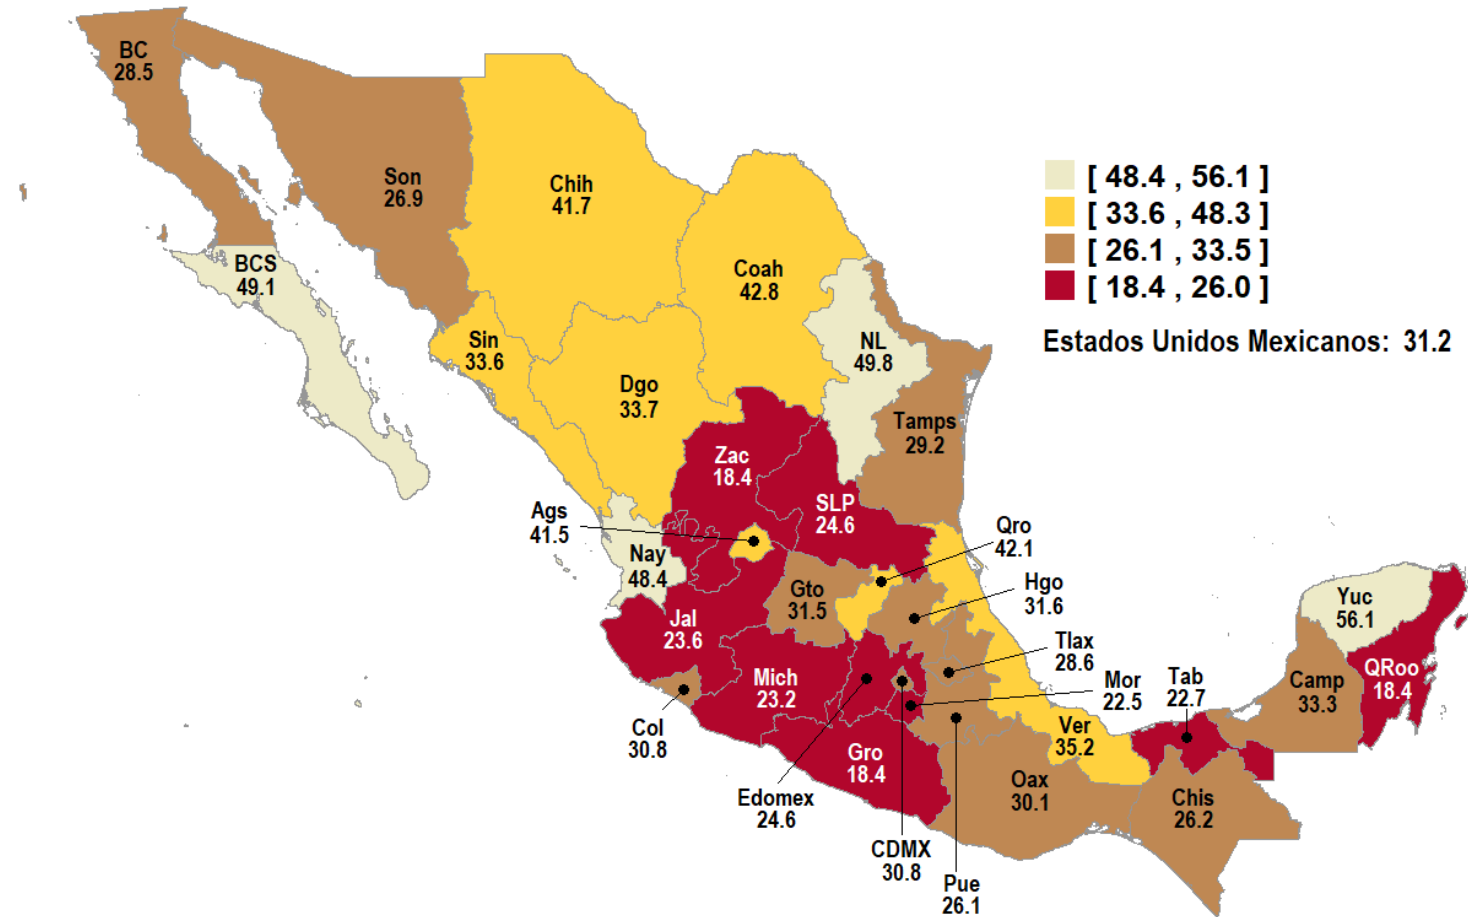 BC
28.5
Son
26.9
Chih
41.7
BCS
49.1
Coah
42.8
[ 48.4 , 56.1 ]
[ 33.6 , 48.3 ]
[ 26.1 , 33.5 ]
[ 18.4 , 26.0 ]
Estados Unidos Mexicanos: 31.2
Sin
33.6
NL
49.8
Dgo
33.7
Tamps
29.2
Zac
18.4
SLP
24.6
Ags
41.5
Qro
42.1
Nay
48.4
Gto
31.5
Hgo
31.6
Yuc
56.1
Jal
23.6
Tlax
28.6
Mich
23.2
Mor
22.5
Tab
22.7
Camp
33.3
QRoo
18.4
Col
30.8
Ver
35.2
Gro
18.4
Oax
30.1
Edomex
24.6
Chis
26.2
CDMX
30.8
Pue
26.1